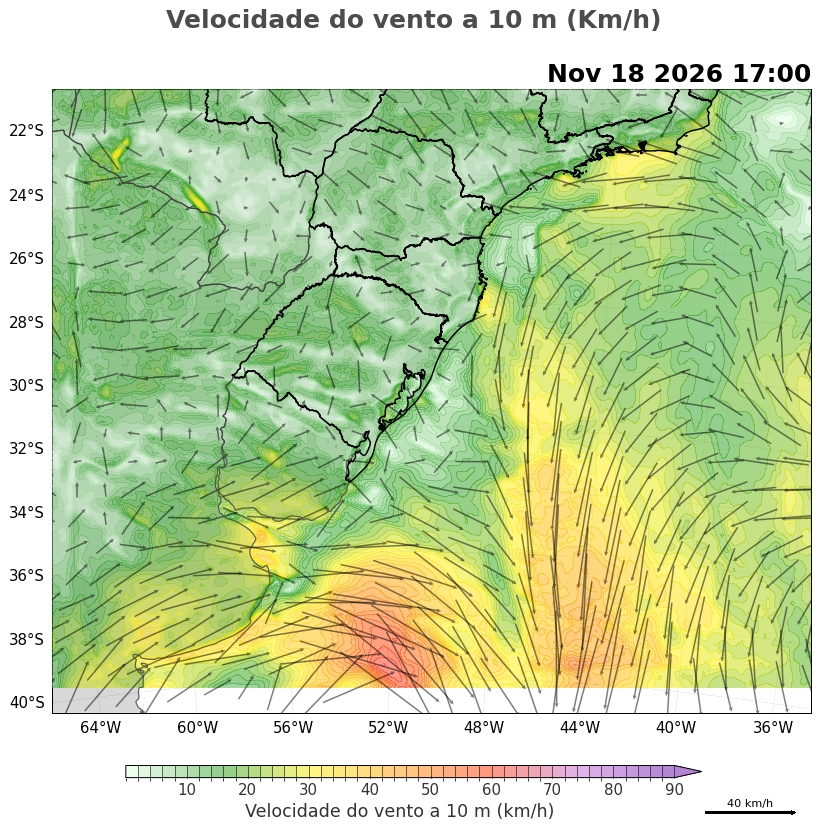 Velocidade do vento a 10 m (Km/h)
Nov 18 2026 17:00
22°S
24°S
26°S
28°S
30°S
32°S
34°S
36°S
38°S
40°S
64°W 60°W 56°W 52°W 48°W 44°W 40°W 36°W
10 20 30 40 50 60 70 80 90
Velocidade do vento a 10 m (km/h)
40 km/h